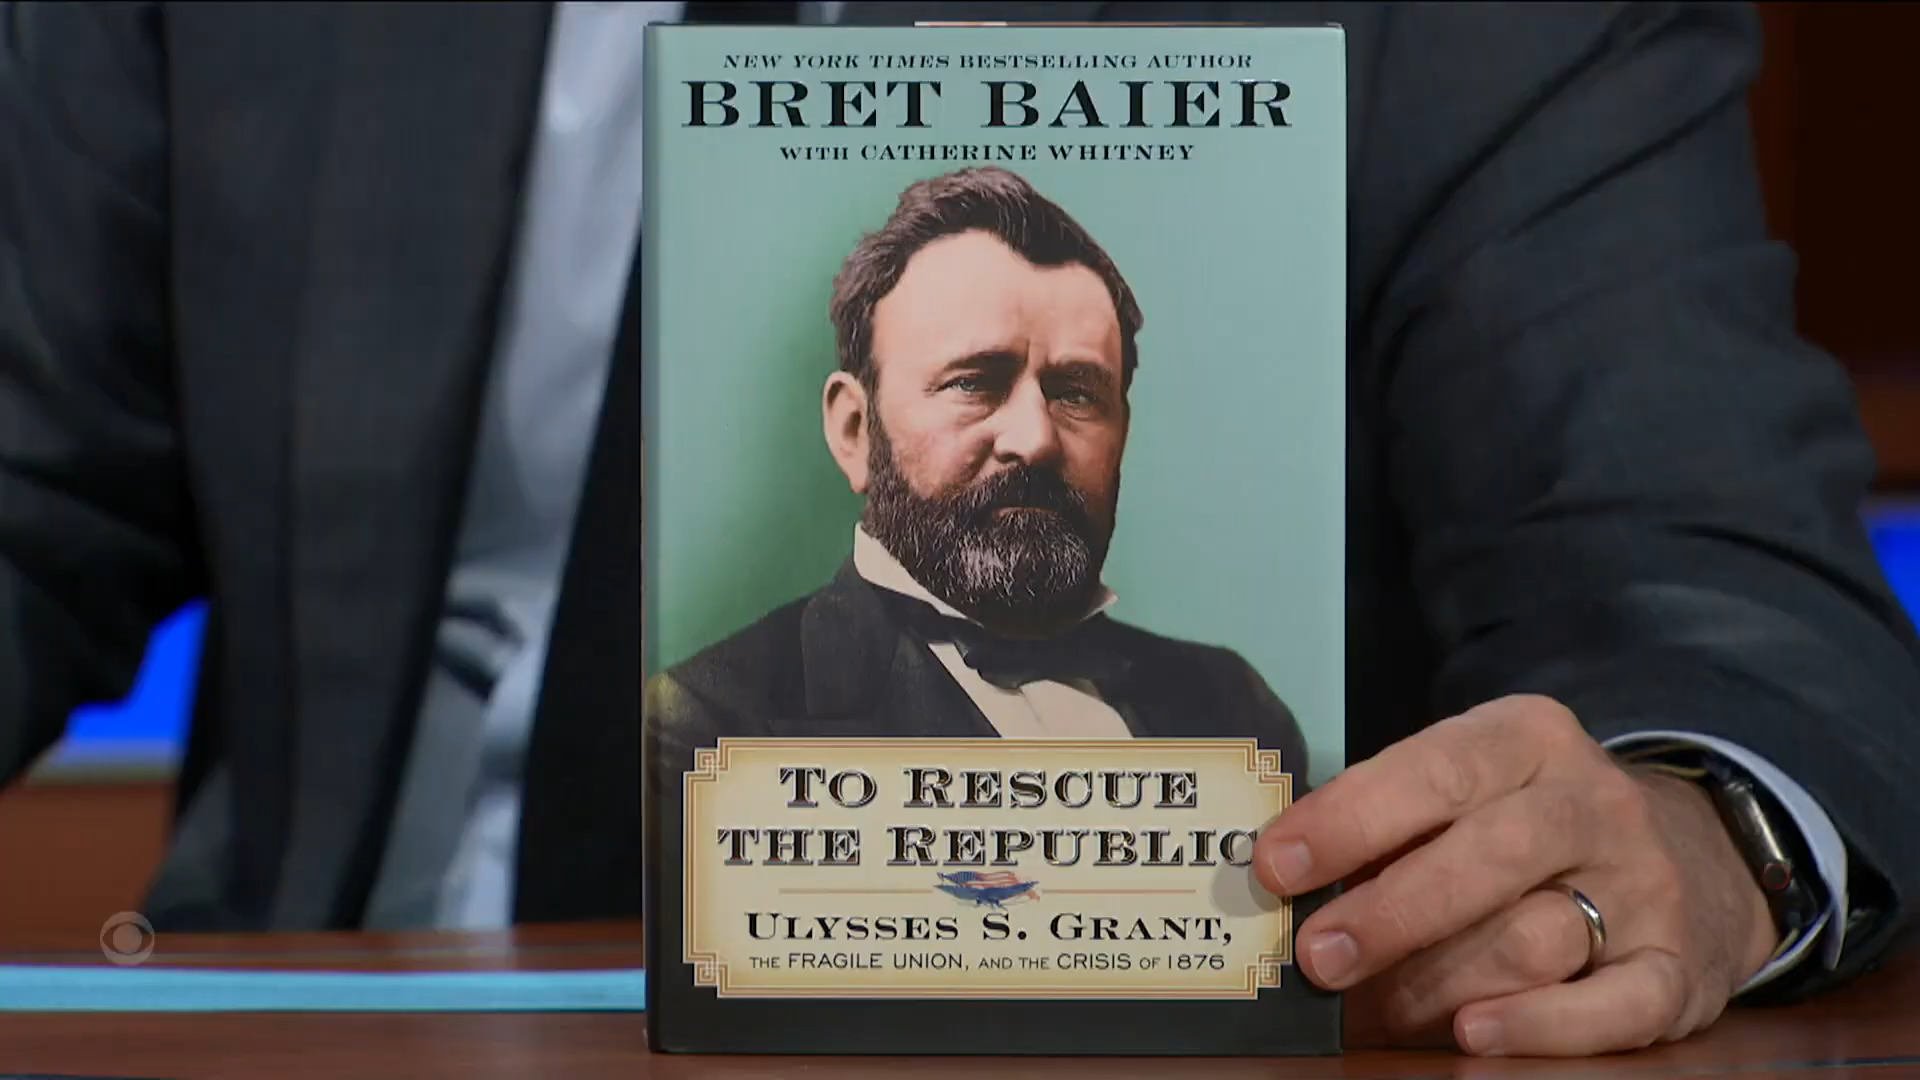 NEW YORK TIMES BESTSELLING AUTHOR
BRET BAIER
WITH CATHERINE WHITNEY
TO RESCUE
THE REPUBLIC
ULYSSES S. GRANT,
THE FRAGILE UNION, AND THE CRISIS OF 1876